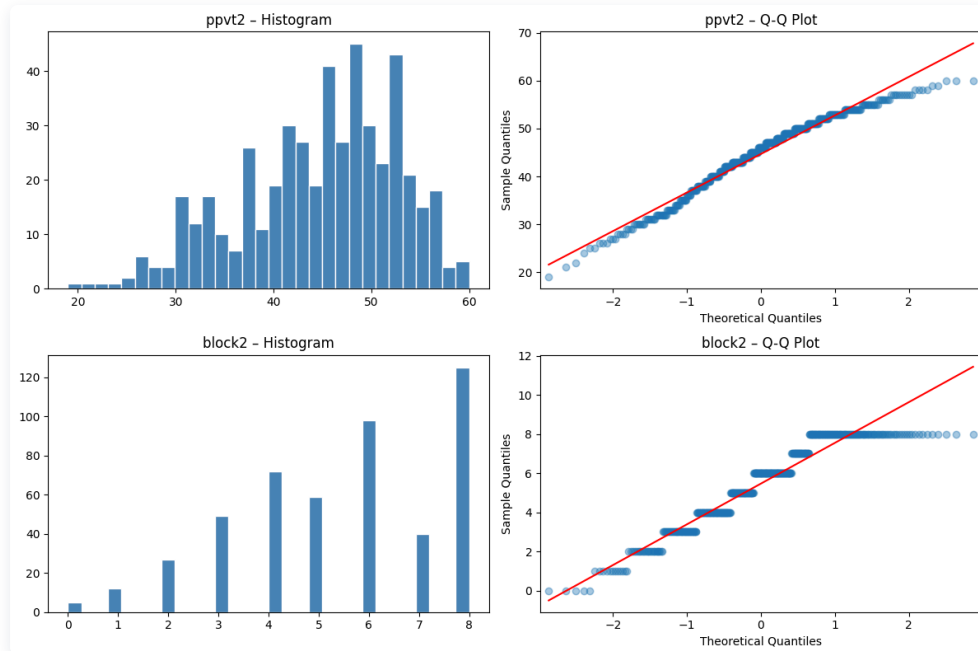 ppvt2 – Histogram
40
30
20
10
0
20 30 40 50 60
ppvt2 – Q-Q Plot
70
60
50
40
30
20
Sample Quantiles
−2 −1 0 1 2
Theoretical Quantiles
block2 – Histogram
120
100
80
60
40
20
0
0 1 2 3 4 5 6 7 8
block2 – Q-Q Plot
12
10
8
6
4
2
0
Sample Quantiles
−2 −1 0 1 2
Theoretical Quantiles